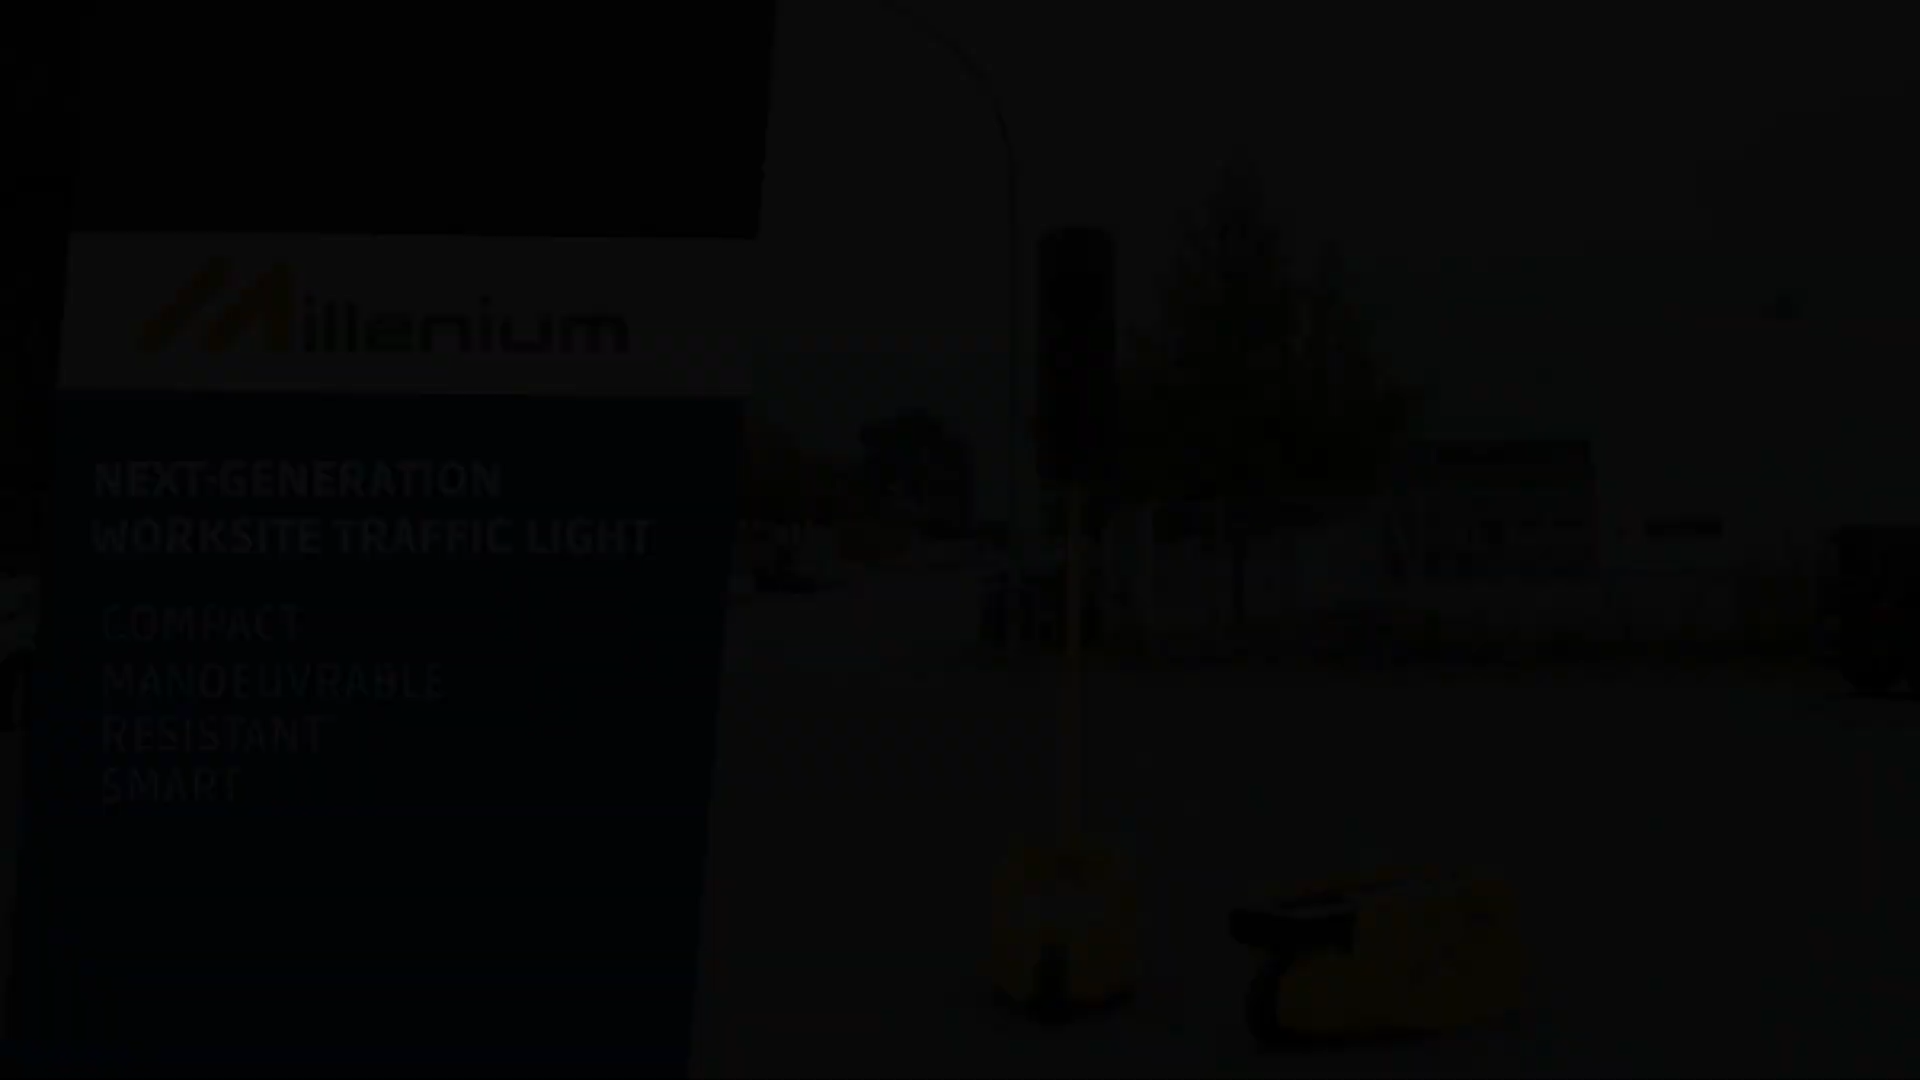 Millenium
NEXT-GENERATION
WORKSITE TRAFFIC LIGHT
COMPACT
MANOEUVRABLE
RESISTANT
SMART